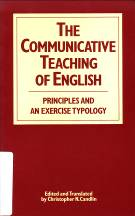 THE
COMMUNICATIVE
TEACHING
OF ENGLISH
PRINCIPLES AND
AN EXERCISE TYPOLOGY
Edited and Translated by
Christopher N. Candlin